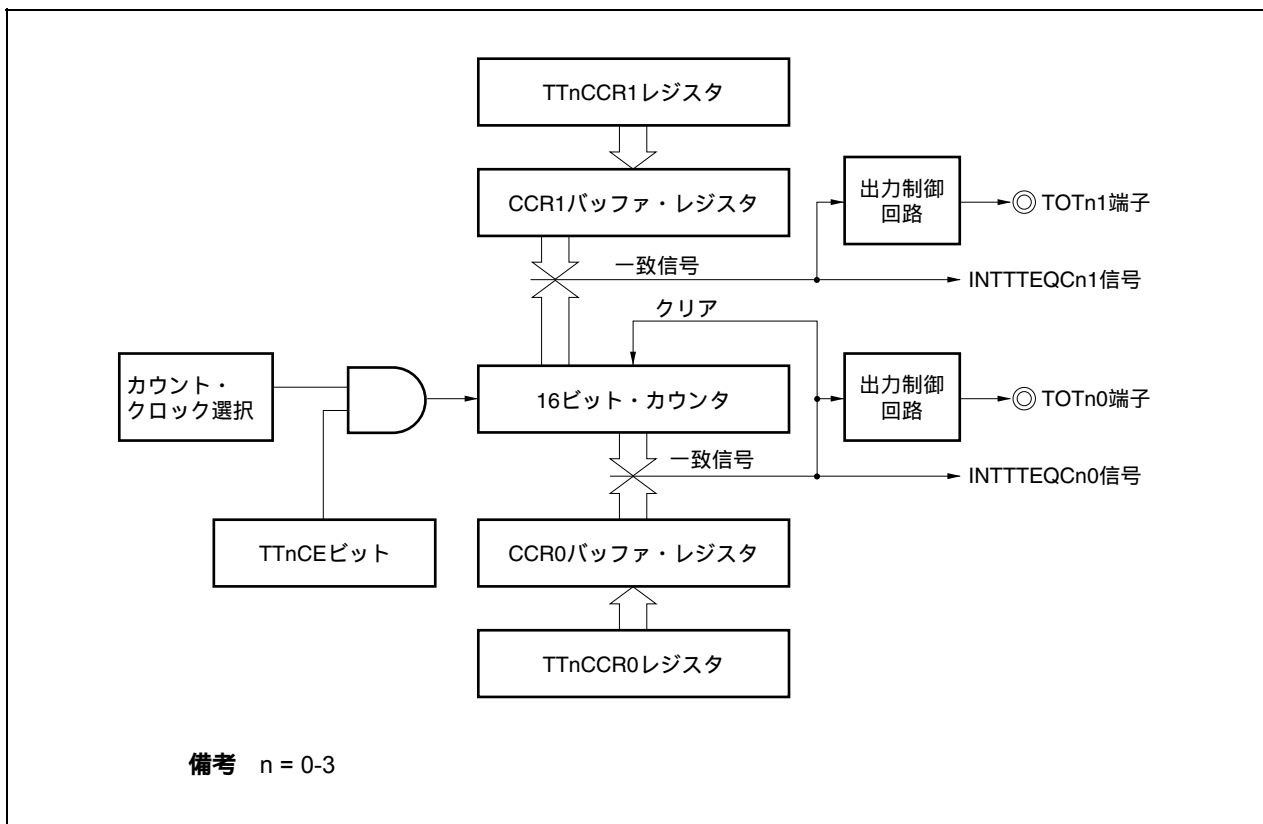 TTnCCR1レジスタ
CCR1バッファ・レジスタ
出力制御
回路
TOTn1端子
一致信号
INTTTEQCn1信号
クリア
カウント・
クロック選択
16ビット・カウンタ
出力制御
回路
TOTn0端子
一致信号
INTTTEQCn0信号
TTnCEビット
CCR0バッファ・レジスタ
TTnCCR0レジスタ
備考 n = 0-3